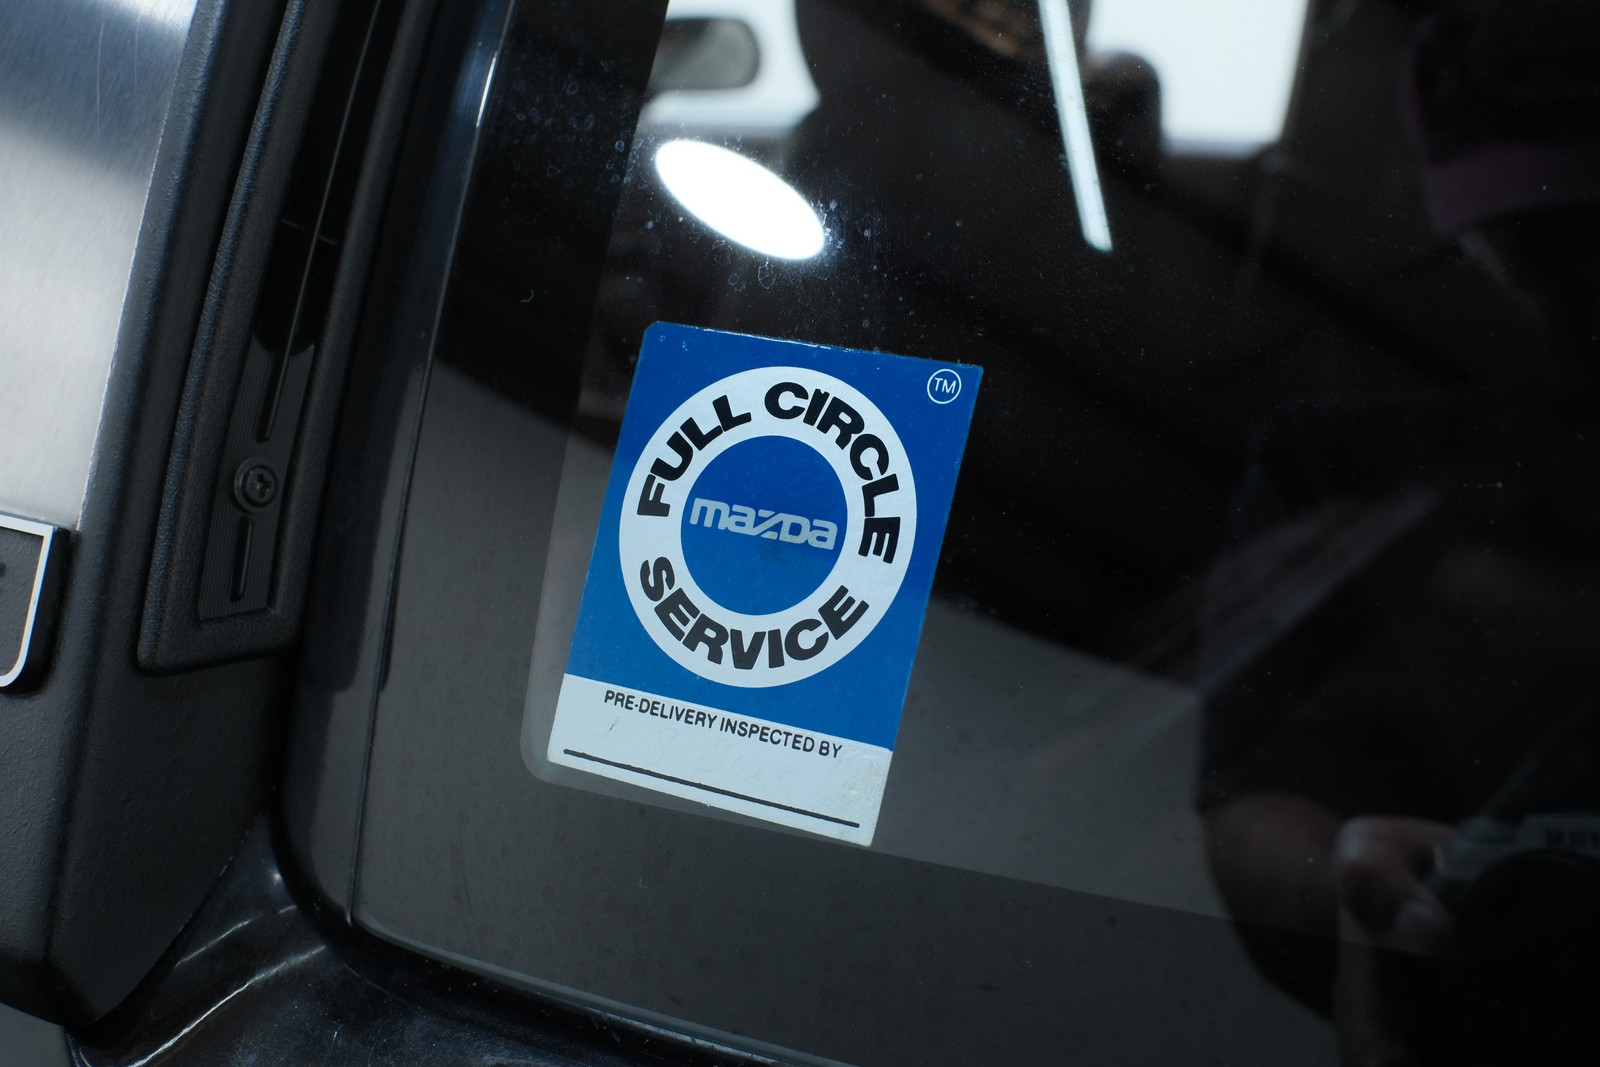 TM
FULL CIRCLE
mazda
SERVICE
PRE-DELIVERY INSPECTED BY